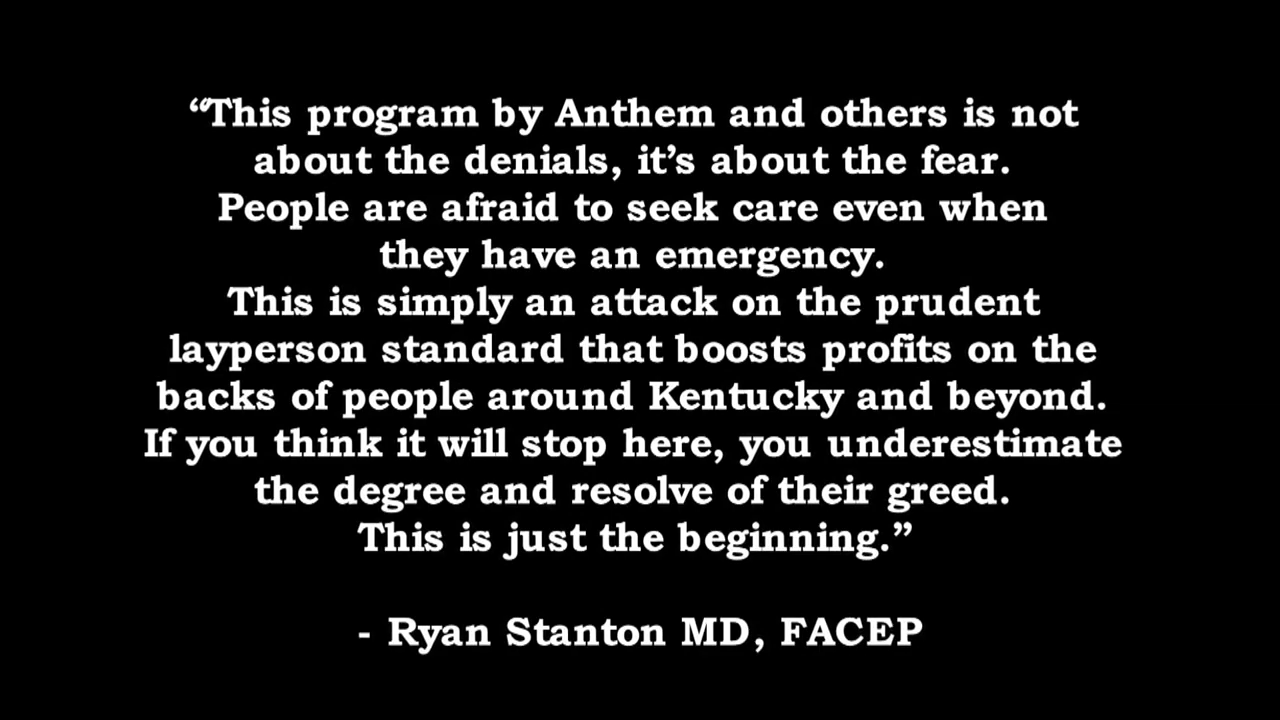 “This program by Anthem and others is not
about the denials, it’s about the fear.
People are afraid to seek care even when
they have an emergency.
This is simply an attack on the prudent
layperson standard that boosts profits on the
backs of people around Kentucky and beyond.
If you think it will stop here, you underestimate
the degree and resolve of their greed.
This is just the beginning.”
- Ryan Stanton MD, FACEP